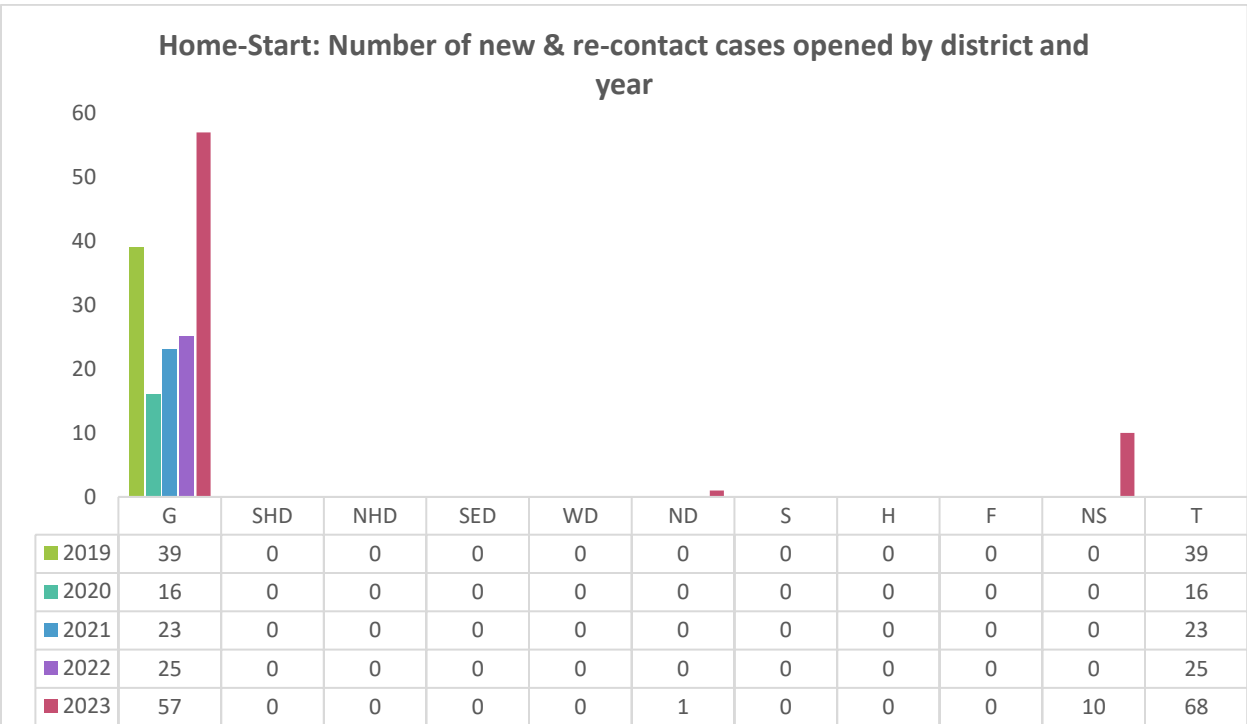 Home-Start: Number of new & re-contact cases opened by district and
year
60
50
40
30
20
10
0
G SHD NHD SED WD ND S H F NS T
2019 39 0 0 0 0 0 0 0 0 0 39
2020 16 0 0 0 0 0 0 0 0 0 16
2021 23 0 0 0 0 0 0 0 0 0 23
2022 25 0 0 0 0 0 0 0 0 0 25
2023 57 0 0 0 0 1 0 0 0 10 68